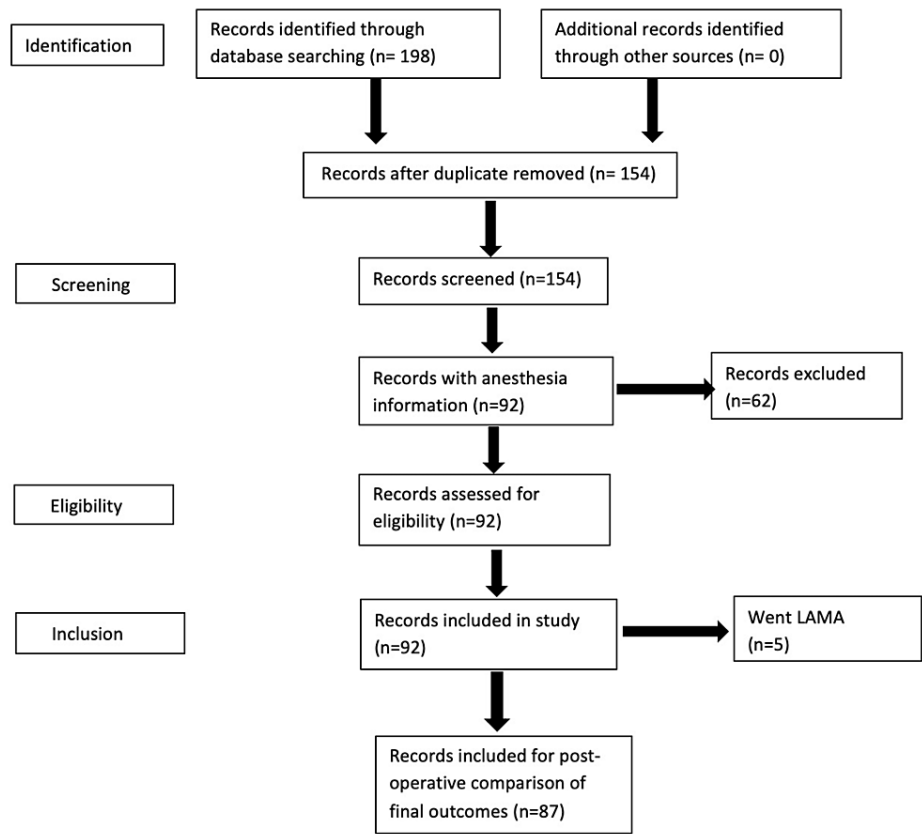 Identification
Records identified through
database searching (n= 198)
Additional records identified
through other sources (n= 0)
Records after duplicate removed (n= 154)
Screening
Records screened (n=154)
Records with anesthesia
information (n=92)
Records excluded
(n=62)
Eligibility
Records assessed for
eligibility (n=92)
Inclusion
Records included in study
(n=92)
Went LAMA
(n=5)
Records included for post-
operative comparison of
final outcomes (n=87)